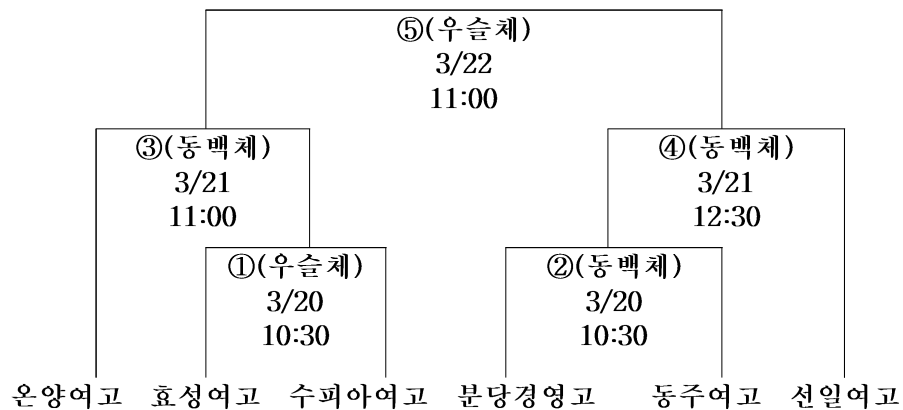 ⑤(우슬체)
3/22
11:00
③(동백체)
3/21
11:00
④(동백체)
3/21
12:30
①(우슬체)
3/20
10:30
②(동백체)
3/20
10:30
온양여고 효성여고 수피아여고 분당경영고 동주여고 선일여고